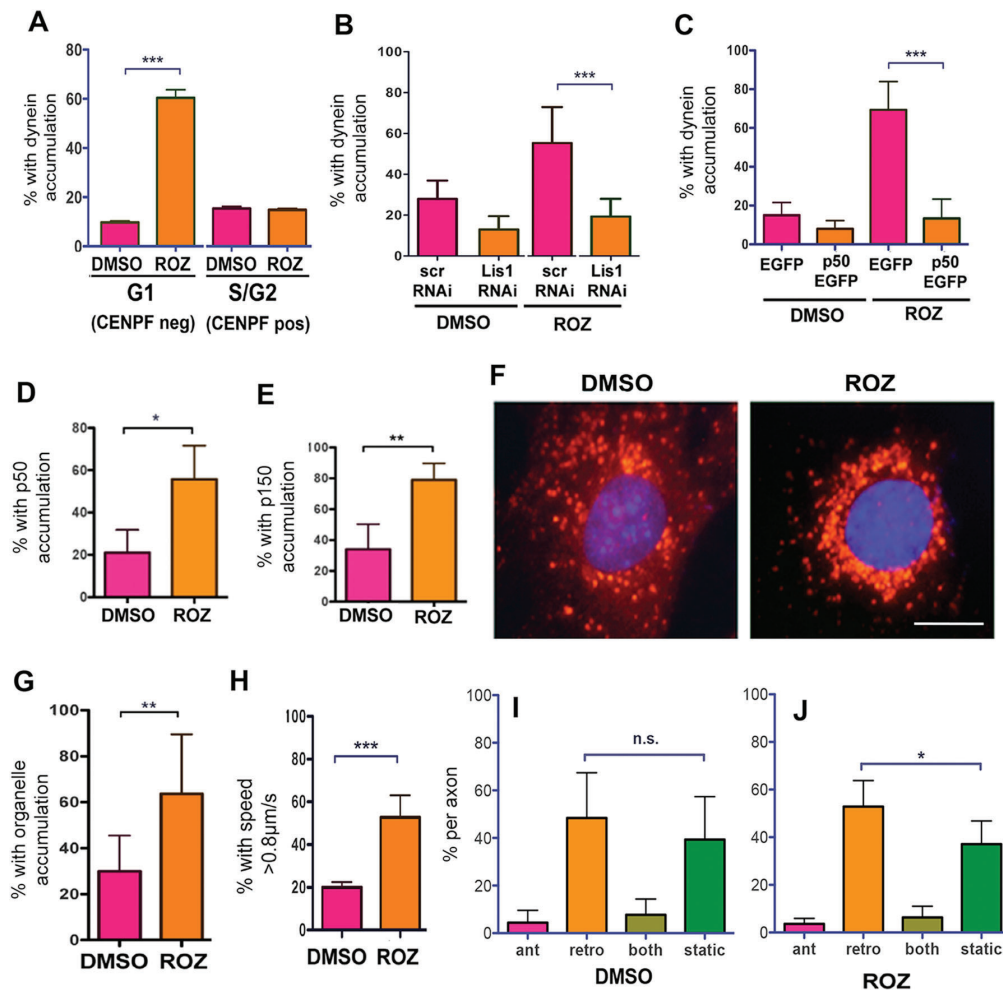 A
% with dynein
accumulation
80
60
40
20
0
***
DMSO ROZ DMSO ROZ
G1 S/G2
(CENPF neg) (CENPF pos)
B
% with dynein
accumulation
100
80
60
40
20
0
***
scr Lis1 scr Lis1
RNAi RNAi RNAi RNAi
DMSO ROZ
C
% with dynein
accumulation
100
80
60
40
20
0
***
EGFP p50 EGFP p50
EGFP EGFP
DMSO ROZ
D
% with p50
accumulation
80
60
40
20
0
*
DMSO ROZ
E
% with p150
accumulation
100
80
60
40
20
0
**
DMSO ROZ
F
DMSO ROZ
G
% with organelle
accumulation
100
80
60
40
20
0
**
DMSO ROZ
H
% with speed
>0.8µm/s
100
80
60
40
20
0
***
DMSO ROZ
I
% per axon
100
80
60
40
20
0
n.s.
ant retro both static
DMSO
J
100
80
60
40
20
0
*
ant retro both static
ROZ